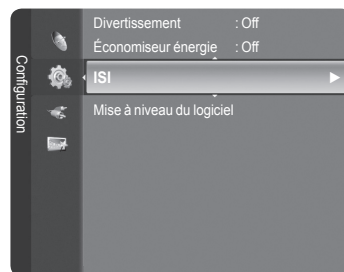 Configuration
Divertissement : Off
Économiseur énergie : Off
ISI
Mise à niveau du logiciel